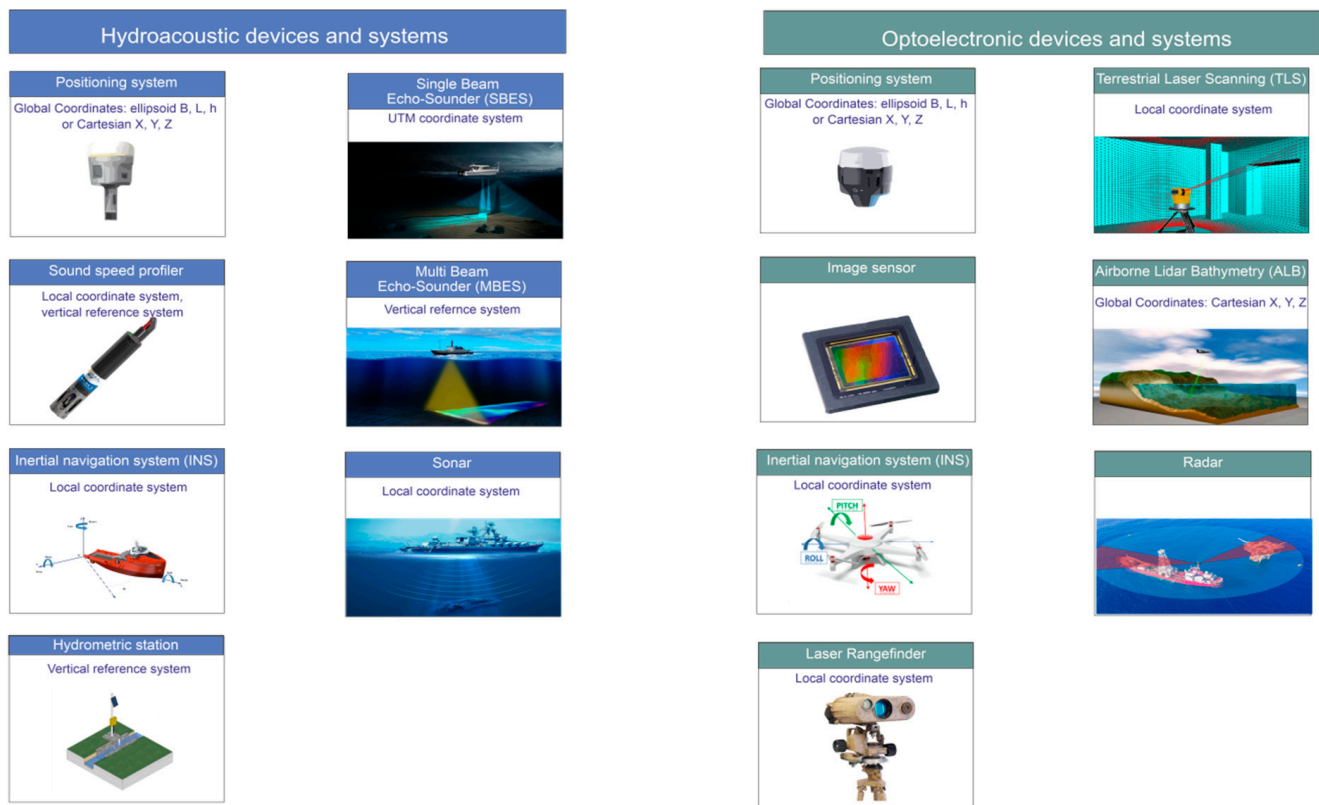 Hydroacoustic devices and systems
Positioning system
Global Coordinates: ellipsoid B, L, h
or Cartesian X, Y, Z
Single Beam
Echo-Sounder (SBES)
UTM coordinate system
Sound speed profiler
Local coordinate system,
vertical reference system
Multi Beam
Echo-Sounder (MBES)
Vertical refernce system
Inertial navigation system (INS)
Local coordinate system
Sonar
Local coordinate system
Hydrometric station
Vertical reference system
Optoelectronic devices and systems
Positioning system
Global Coordinates: ellipsoid B, L, h
or Cartesian X, Y, Z
Terrestrial Laser Scanning (TLS)
Local coordinate system
Image sensor
Airborne Lidar Bathymetry (ALB)
Global Coordinates: Cartesian X, Y, Z
Inertial navigation system (INS)
Local coordinate system
PITCH
ROLL
YAW
Radar
Laser Rangefinder
Local coordinate system